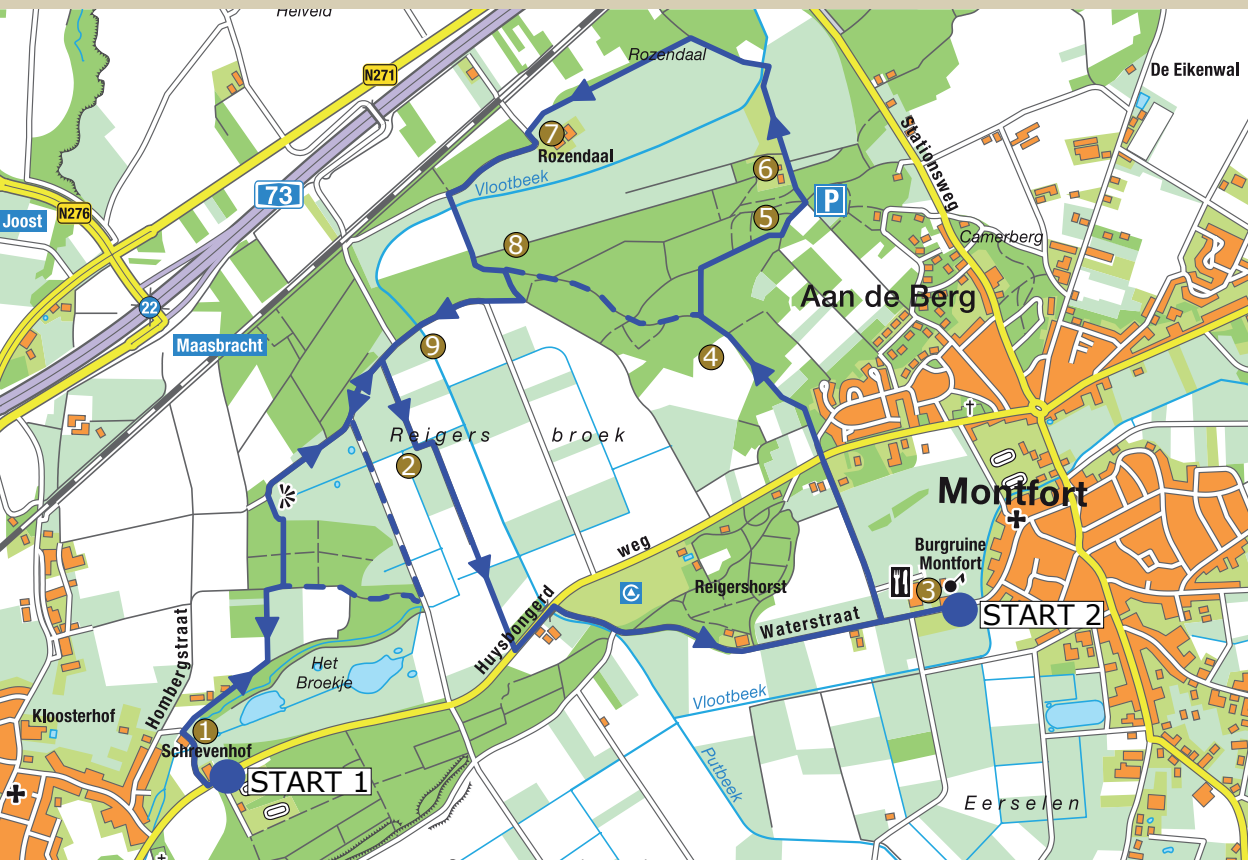 Helveld
N271
Rozendaal
De Eikenwal
Stationsweg
7
Rozendaal
6
Vlootbeek
73
P
N276
Joost
5
8
Camerberg
Aan de Berg
22
Maasbracht
9
4
Reigers broek
2
Montfort
weg
Burgruine
Montfort
Reigershorst
3
START 2
Huysbongerd
Waterstraat
Hombergstraat
Het
Broekje
Vlootbeek
Kloosterhof
1
Schrevenhof
START 1
Putbeek
Eerselen